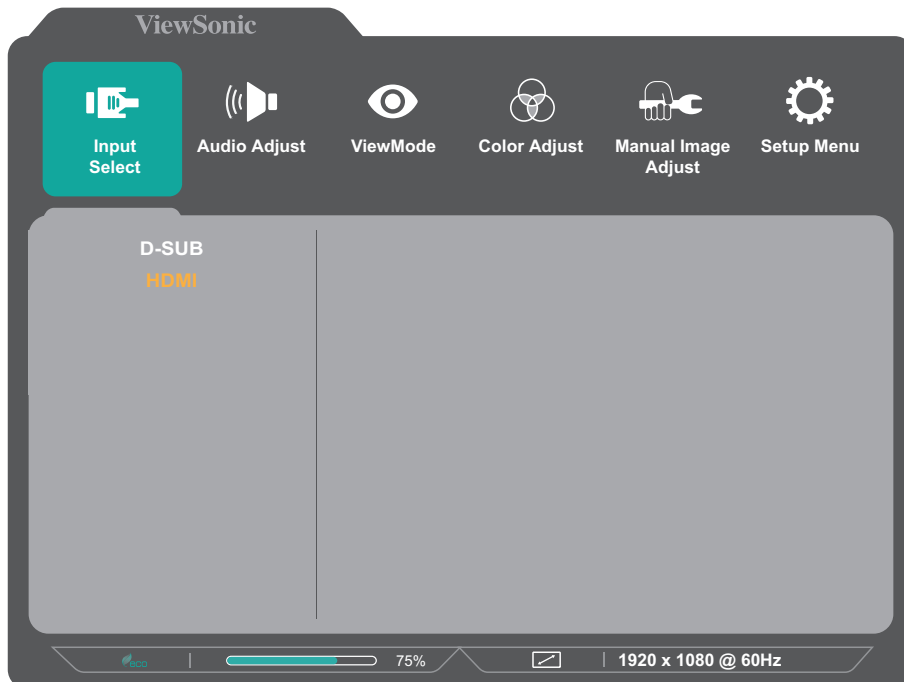 ViewSonic
Input
Select
Audio Adjust
ViewMode
Color Adjust
Manual Image
Adjust
Setup Menu
D-SUB
HDMI
eco
75%
1920 x 1080 @ 60Hz